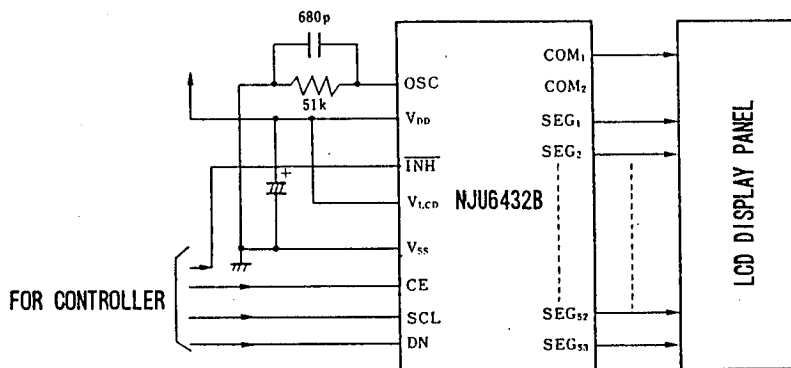 680p
51k
OSC
VDD
INH
VLCD
VSS
CE
SCL
DN
FOR CONTROLLER
NJU6432B
COM1
COM2
SEG1
SEG2
SEG52
SEG53
LCD DISPLAY PANEL